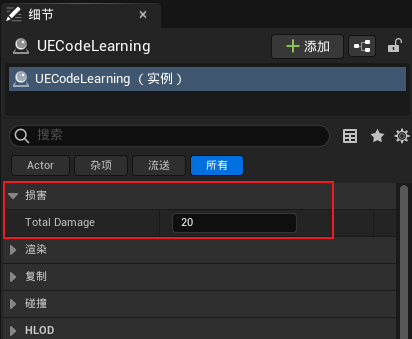 细节
UECodeLearning
添加
UECodeLearning （实例）
搜索
Actor 杂项 流送 所有
损害
Total Damage 20
渲染
复制
碰撞
HLOD